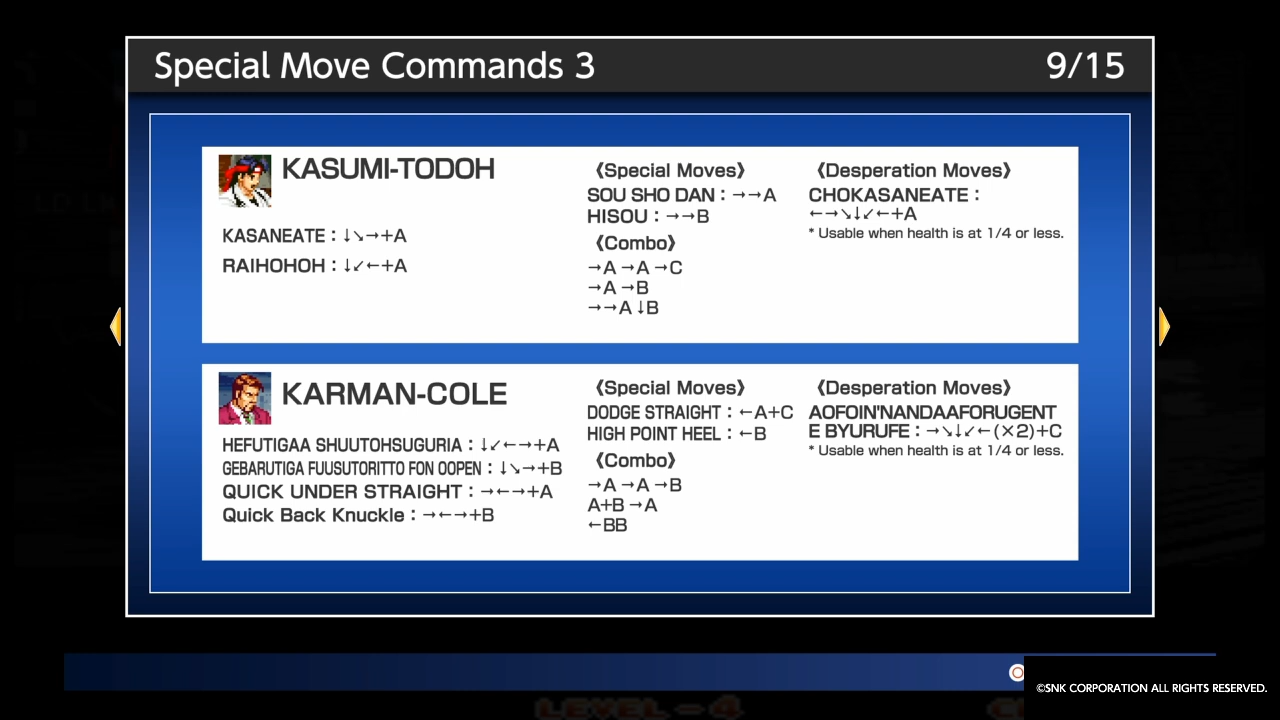 Special Move Commands 3
9/15
KASUMI-TODOH
KASANEATE : ↓↘→+A
RAIHOHOH : ↓↙←+A
《Special Moves》
SOU SHO DAN : →→A
HISOU : →→B
《Combo》
→A →A →C
→A →B
→→A ↓B
《Desperation Moves》
CHOKASANEATE :
←→↘↓↙←+A
* Usable when health is at 1/4 or less.
KARMAN-COLE
HEFUTIGAA SHUUTOHSUGURIA : ↓↙←→+A
GEBARUTIGA FUUSUTORITTO FON OOPEN : ↓↘→+B
QUICK UNDER STRAIGHT : →←→+A
Quick Back Knuckle : →←→+B
《Special Moves》
DODGE STRAIGHT : ←A+C
HIGH POINT HEEL : ←B
《Combo》
→A →A →B
A+B →A
←BB
《Desperation Moves》
AOFOIN'NANDAAFORUGENT
E BYURUFE : →↘↓↙←(×2)+C
* Usable when health is at 1/4 or less.
©SNK CORPORATION ALL RIGHTS RESERVED.
LEVEL-4